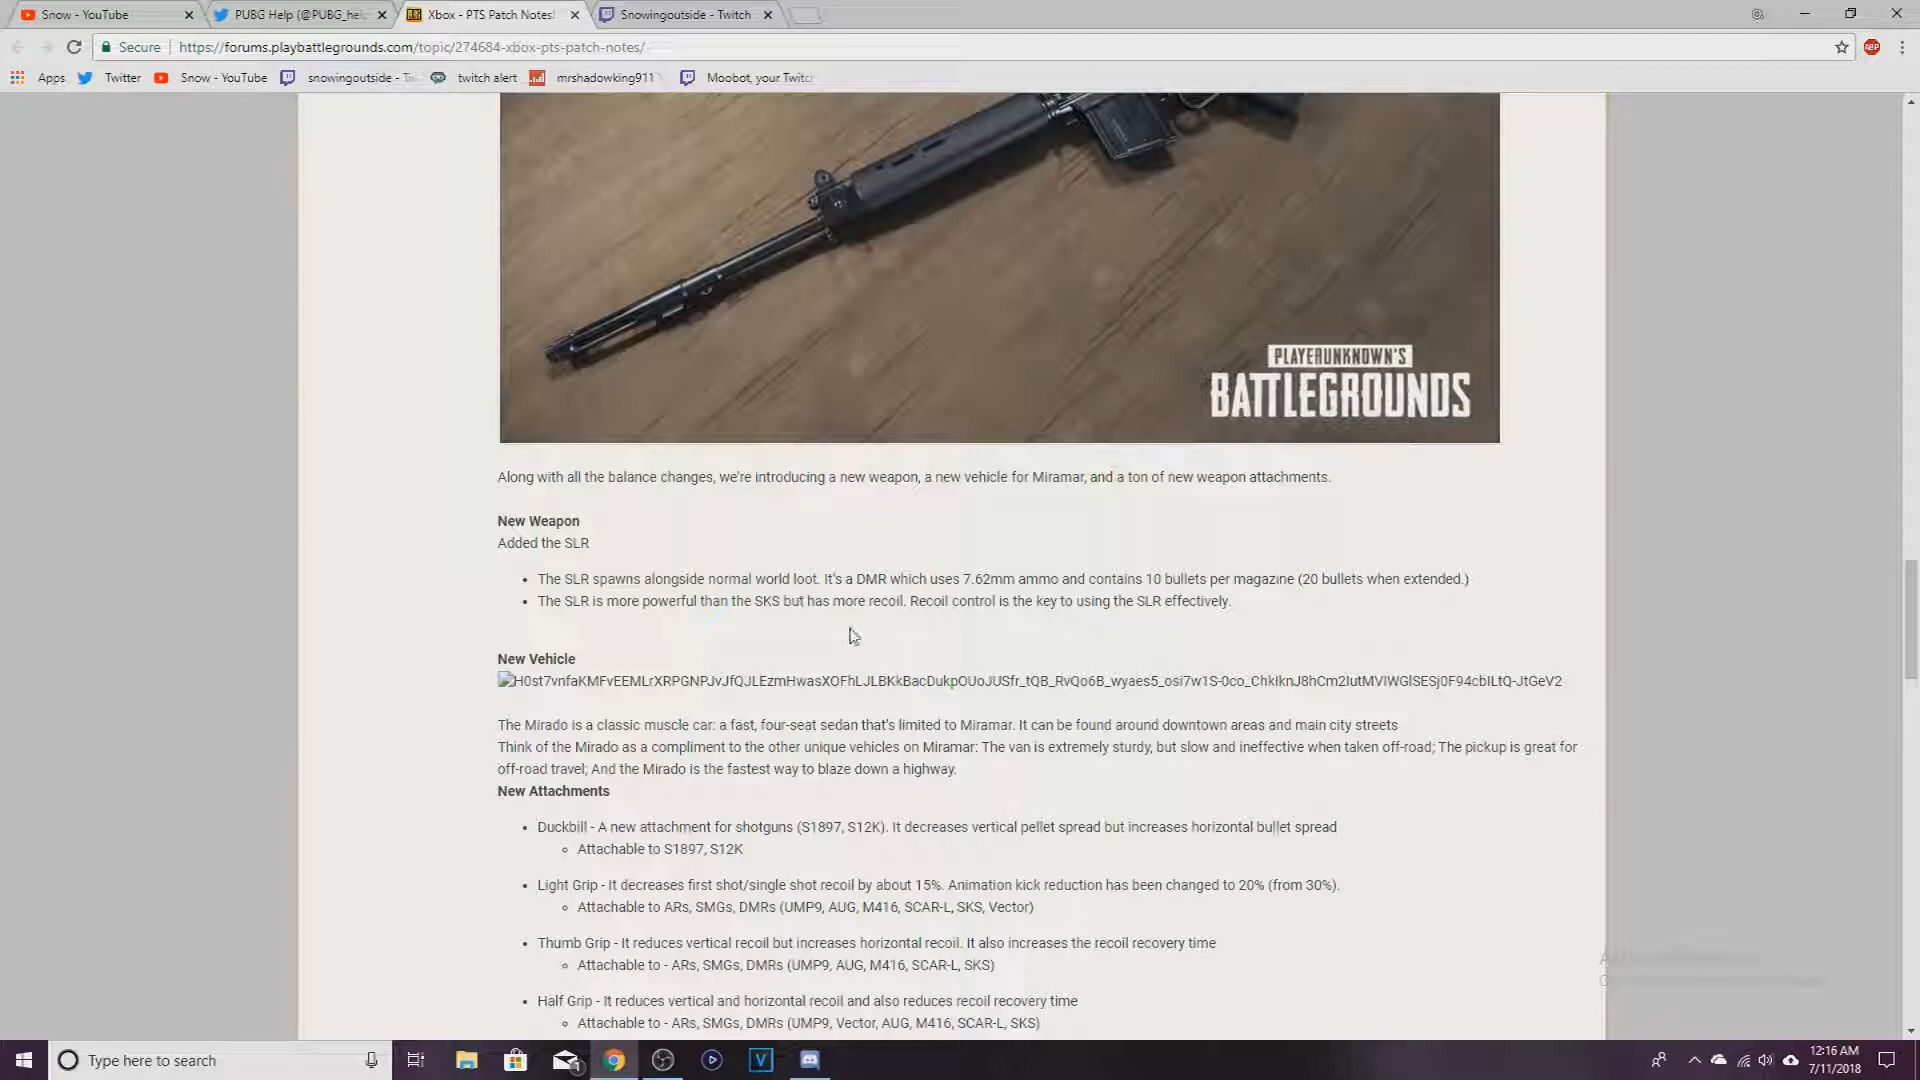 Snow - YouTube
PUBG Help (@PUBG_hel
Xbox - PTS Patch Notes!
Snowingoutside - Twitch
Secure
https://forums.playbattlegrounds.com/topic/274684-xbox-pts-patch-notes/
ABP
Apps
Twitter
Snow - YouTube
snowingoutside - Tw
twitch alert
mrshadowking911
Moobot, your Twitc
PLAYERUNKNOWN'S
BATTLEGROUNDS
Along with all the balance changes, we're introducing a new weapon, a new vehicle for Miramar, and a ton of new weapon attachments.
New Weapon
Added the SLR
• The SLR spawns alongside normal world loot. It's a DMR which uses 7.62mm ammo and contains 10 bullets per magazine (20 bullets when extended.)
• The SLR is more powerful than the SKS but has more recoil. Recoil control is the key to using the SLR effectively.
New Vehicle
The Mirado is a classic muscle car: a fast, four-seat sedan that's limited to Miramar. It can be found around downtown areas and main city streets
Think of the Mirado as a compliment to the other unique vehicles on Miramar: The van is extremely sturdy, but slow and ineffective when taken off-road; The pickup is great for
off-road travel; And the Mirado is the fastest way to blaze down a highway.
New Attachments
• Duckbill - A new attachment for shotguns (S1897, S12K). It decreases vertical pellet spread but increases horizontal bullet spread
Attachable to S1897, S12K
• Light Grip - It decreases first shot/single shot recoil by about 15%. Animation kick reduction has been changed to 20% (from 30%).
Attachable to ARs, SMGs, DMRs (UMP9, AUG, M416, SCAR-L, SKS, Vector)
• Thumb Grip - It reduces vertical recoil but increases horizontal recoil. It also increases the recoil recovery time
Attachable to - ARs, SMGs, DMRs (UMP9, AUG, M416, SCAR-L, SKS)
• Half Grip - It reduces vertical and horizontal recoil and also reduces recoil recovery time
Attachable to - ARs, SMGs, DMRs (UMP9, Vector, AUG, M416, SCAR-L, SKS)
Type here to search
12:16 AM
7/11/2018